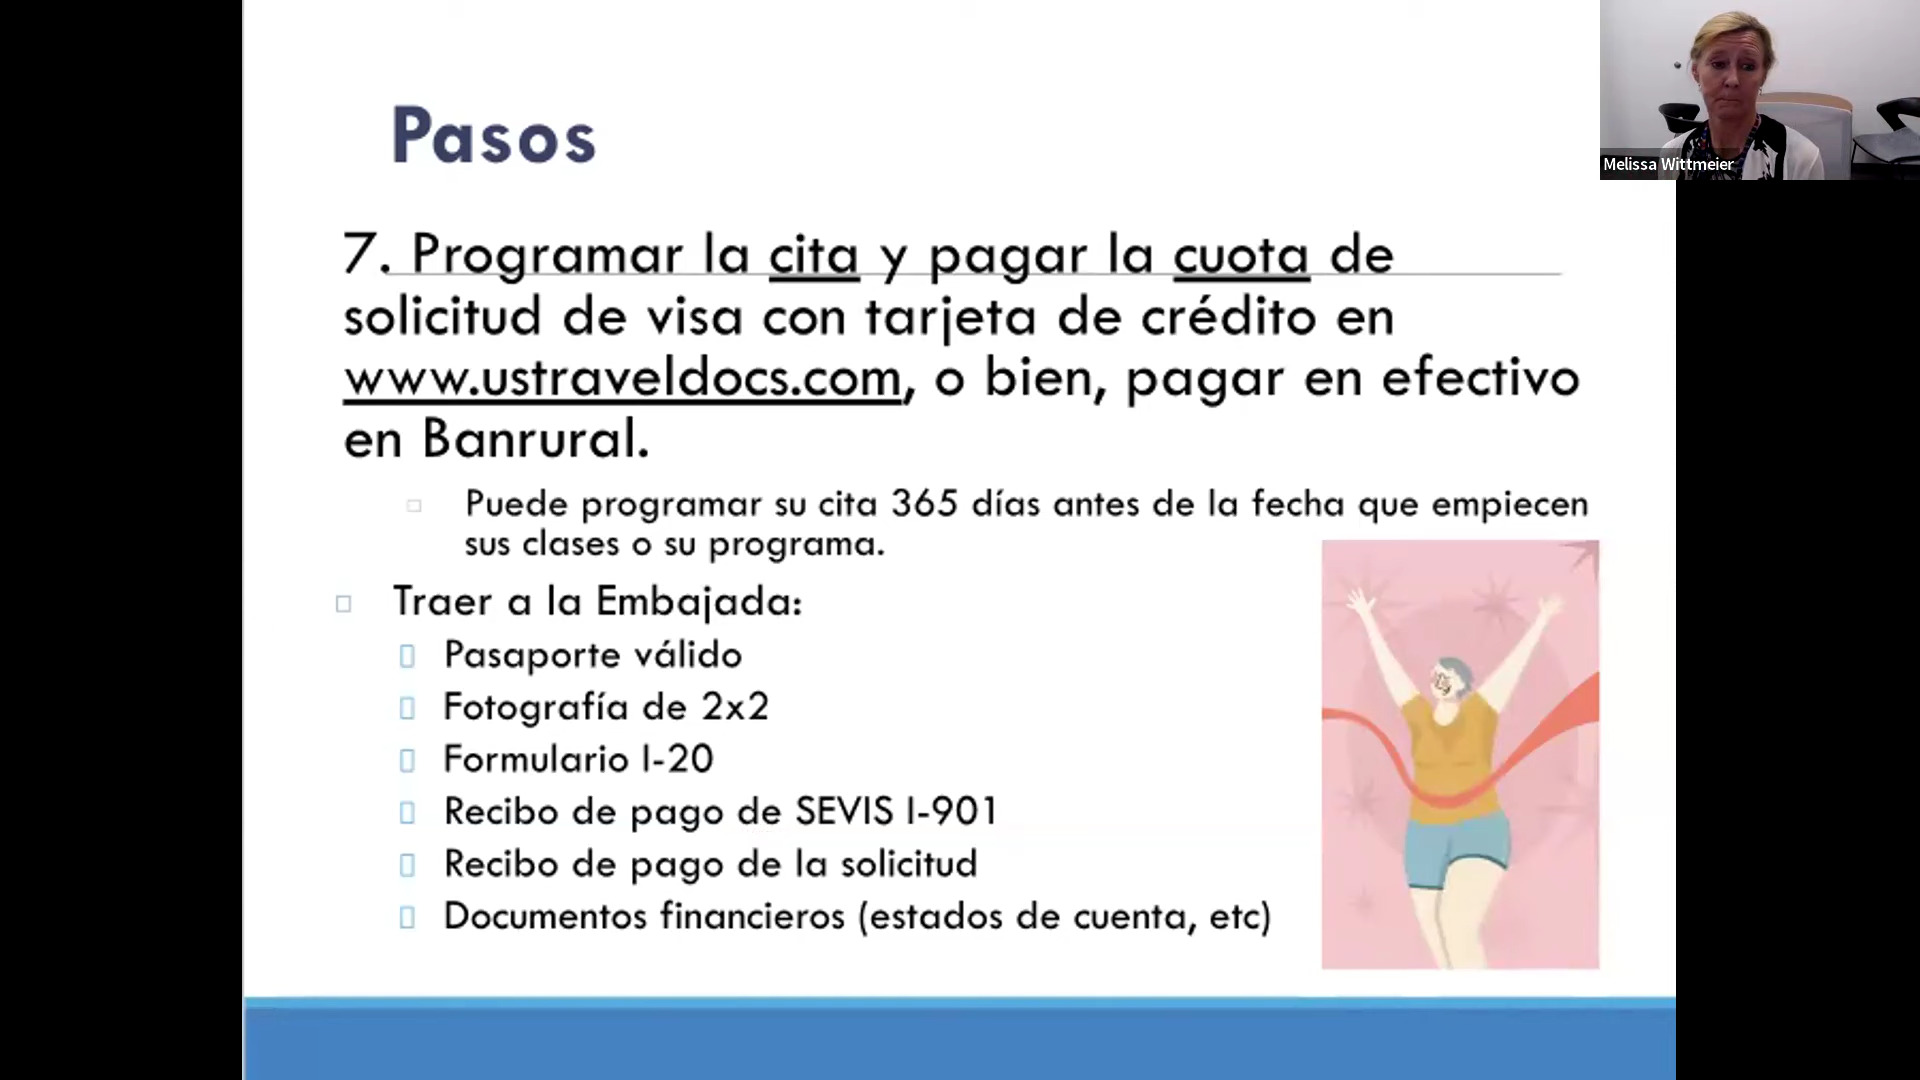 Pasos
7. Programar la cita y pagar la cuota de
solicitud de visa con tarjeta de crédito en
www.ustraveldocs.com, o bien, pagar en efectivo
en Banrural.
Puede programar su cita 365 días antes de la fecha que empiecen
sus clases o su programa.
Traer a la Embajada:
Pasaporte válido
Fotografía de 2x2
Formulario I-20
Recibo de pago de SEVIS I-901
Recibo de pago de la solicitud
Documentos financieros (estados de cuenta, etc)
Melissa Wittmeier